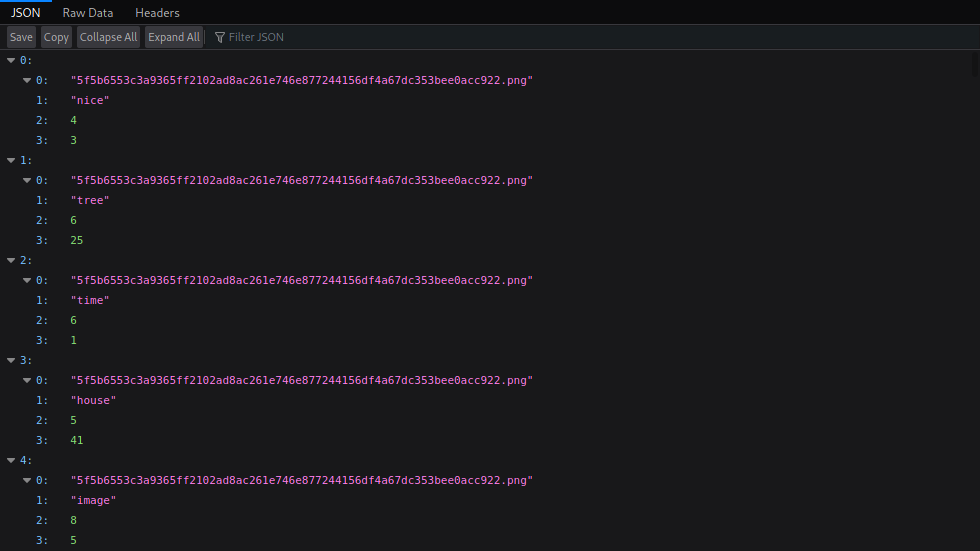 JSON Raw Data Headers
Save Copy Collapse All Expand All Filter JSON
0:
0: "5f5b6553c3a9365ff2102ad8ac261e746e877244156df4a67dc353bee0acc922.png"
1: "nice"
2: 4
3: 3
1:
0: "5f5b6553c3a9365ff2102ad8ac261e746e877244156df4a67dc353bee0acc922.png"
1: "tree"
2: 6
3: 25
2:
0: "5f5b6553c3a9365ff2102ad8ac261e746e877244156df4a67dc353bee0acc922.png"
1: "time"
2: 6
3: 1
3:
0: "5f5b6553c3a9365ff2102ad8ac261e746e877244156df4a67dc353bee0acc922.png"
1: "house"
2: 5
3: 41
4:
0: "5f5b6553c3a9365ff2102ad8ac261e746e877244156df4a67dc353bee0acc922.png"
1: "image"
2: 8
3: 5